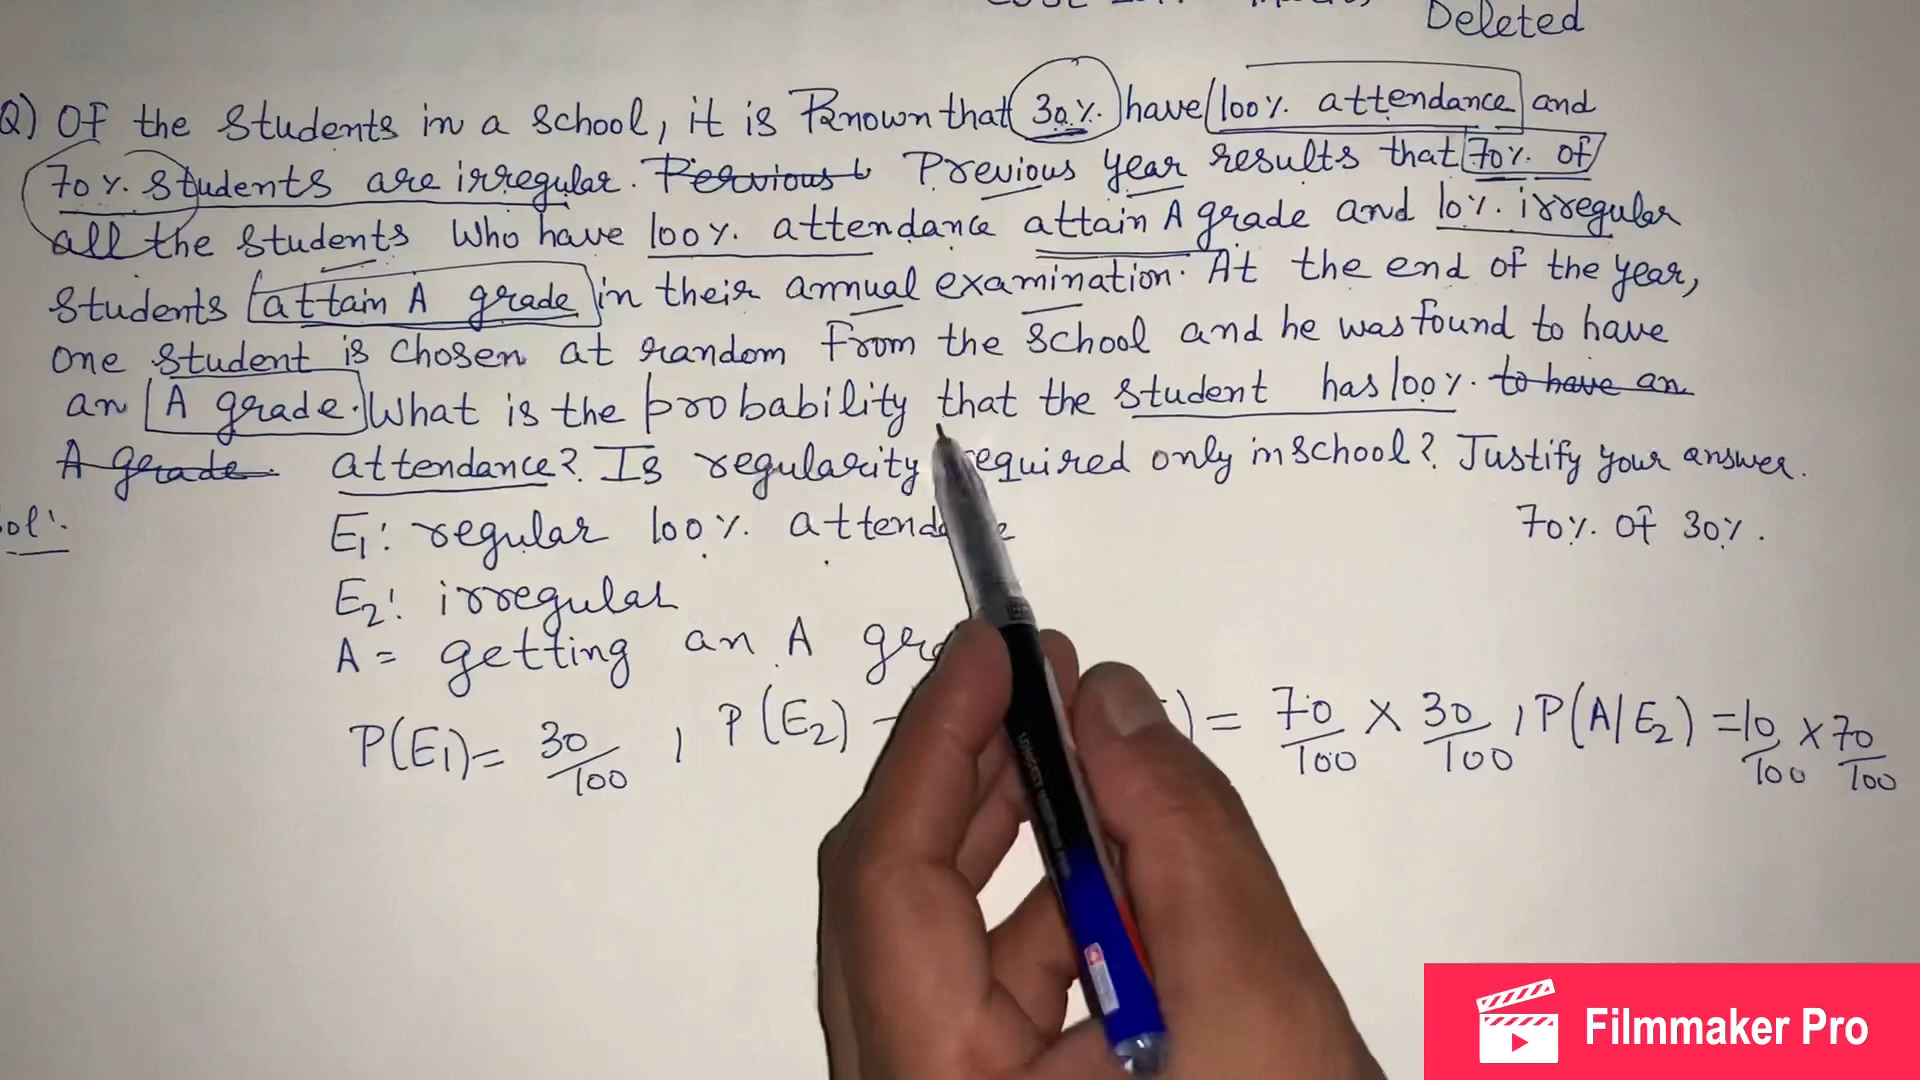 Deleted
Q) Of the students in a school, it is known that 30% have 100% attendance and
70% students are irregular. Pervious Previous year results that 70% of
all the students who have 100% attendance attain A grade and 10% irregular
students attain A grade in their annual examination. At the end of the year,
one student is chosen at random from the school and he was found to have
an A grade. What is the probability that the student has 100% to have an
A grade. attendance? Is regularity required only in school? Justify your answer.
E1: regular 100% attendance 70% of 30%.
E2: irregular
A = getting an A
P(E1) = 30/100 , P(E2) = 70/100 × 30/100 , P(A|E2) = 10/100 × 70/100
Filmmaker Pro